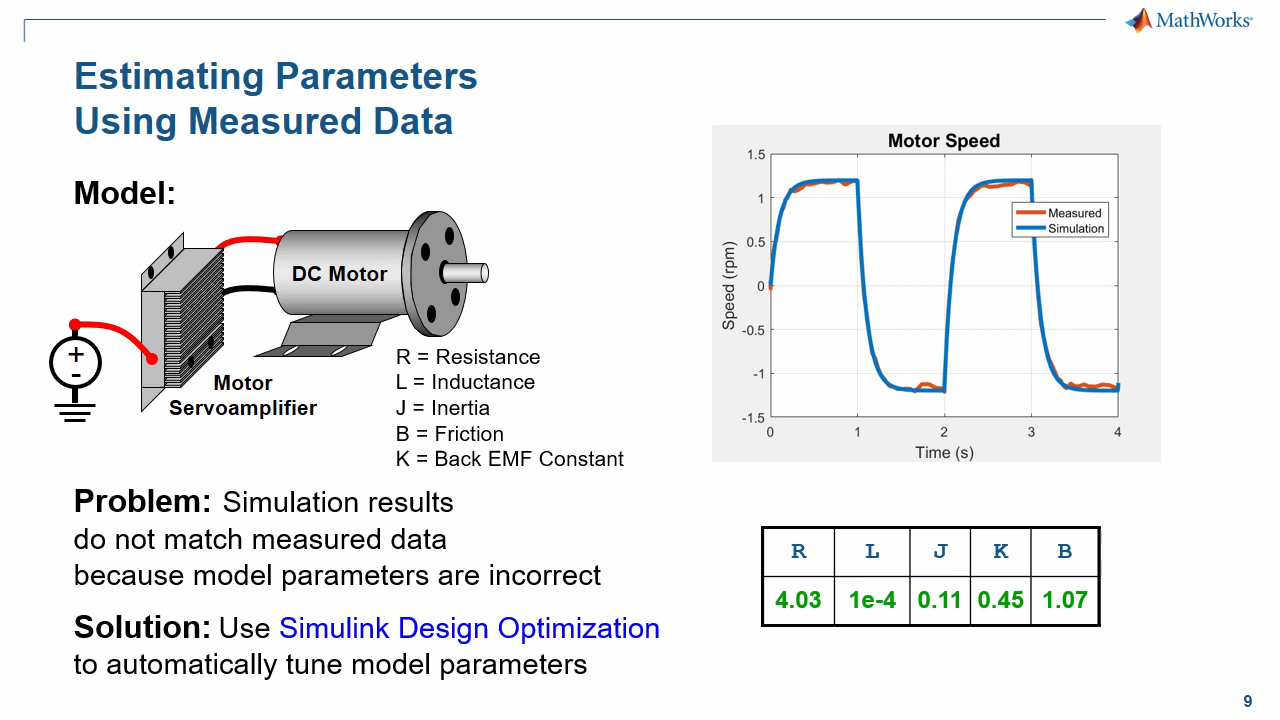 MathWorks
Estimating Parameters
Using Measured Data
Model:
DC Motor
+
-
Motor
Servoamplifier
R = Resistance
L = Inductance
J = Inertia
B = Friction
K = Back EMF Constant
Problem: Simulation results
do not match measured data
because model parameters are incorrect
Solution: Use Simulink Design Optimization
to automatically tune model parameters
Motor Speed
Speed (rpm)
1.5
1
0.5
0
-0.5
-1
-1.5
Measured
Simulation
0 1 2 3 4
Time (s)
R L J K B
4.03 1e-4 0.11 0.45 1.07
9